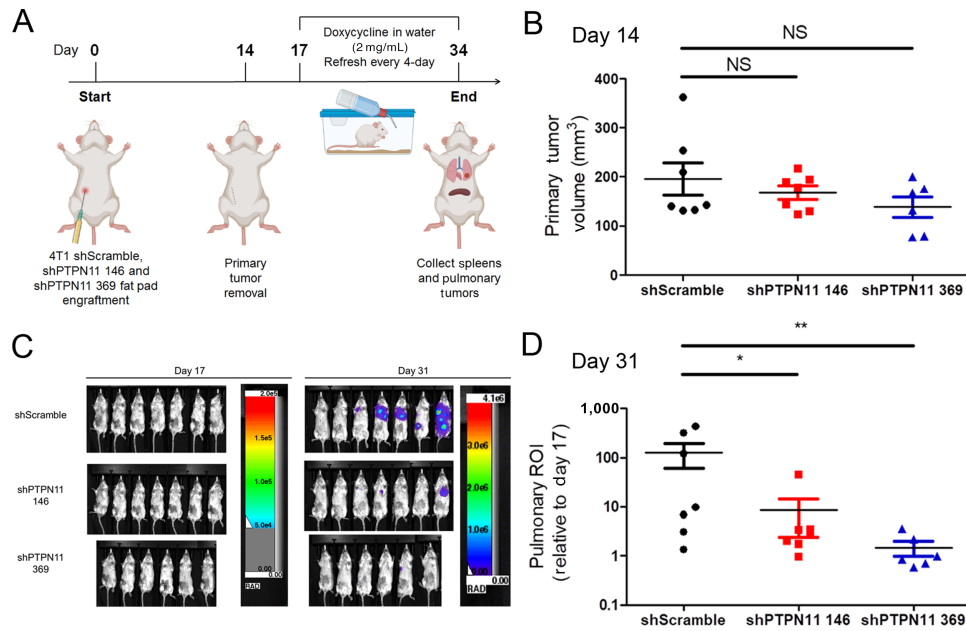 A
Day
0
14
17
34
Doxycycline in water
(2 mg/mL)
Refresh every 4-day
Start
End
4T1 shScramble,
shPTPN11 146 and
shPTPN11 369 fat pad
engraftment
Primary
tumor
removal
Collect spleens
and pulmonary
tumors
B
Day 14
NS
NS
Primary tumor
volume (mm³)
400
300
200
100
0
shScramble
shPTPN11 146
shPTPN11 369
C
Day 17
Day 31
shScramble
shPTPN11
146
shPTPN11
369
2.0e6
1.5e5
1.0e5
5.0e4
0.00
0.00
RAD
4.1e6
3.0e6
2.0e6
1.0e6
0.00
0.00
RAD
D
Day 31
**
*
Pulmonary ROI
(relative to day 17)
1,000
100
10
1
0.1
shScramble
shPTPN11 146
shPTPN11 369